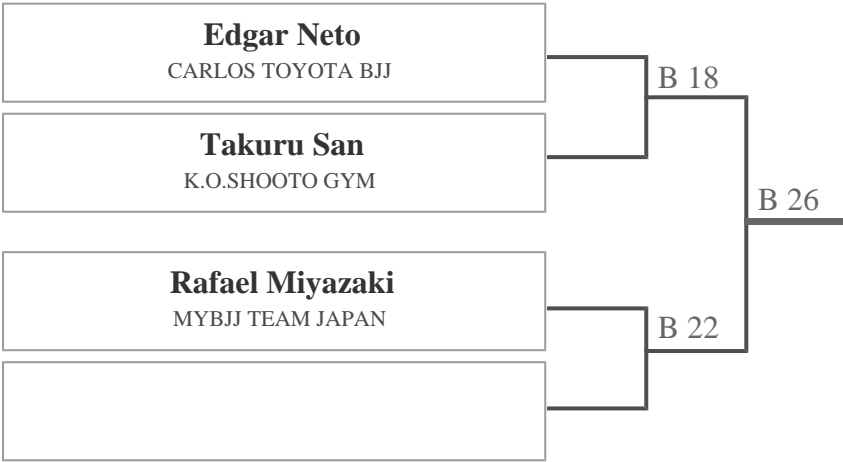 Edgar Neto
CARLOS TOYOTA BJJ
B 18
Takuru San
K.O.SHOOTO GYM
B 26
Rafael Miyazaki
MYBJJ TEAM JAPAN
B 22